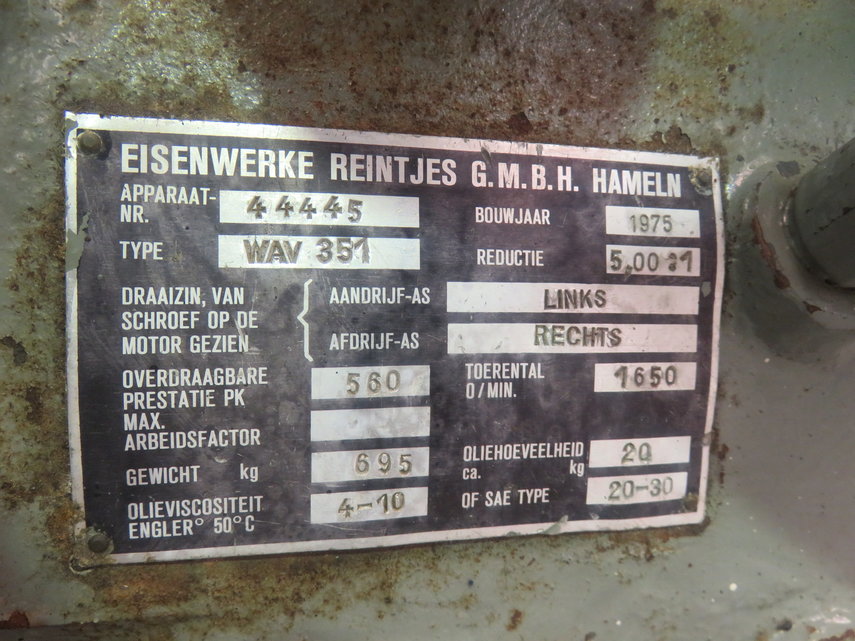 EISENWERKE REINTJES G.M.B.H. HAMELN
APPARAAT-NR. 44445 BOUWJAAR 1975
TYPE WAV 351 REDUCTIE 5,00:1
DRAAIZIN, VAN SCHROEF OP DE MOTOR GEZIEN
AANDRIJF-AS LINKS
AFDRIJF-AS RECHTS
OVERDRAAGBARE PRESTATIE PK 560 TOERENTAL O/MIN. 1650
MAX. ARBEIDSFACTOR
GEWICHT kg 695 OLIEHOEVEELHEID ca. kg 20
OLIEVISCOSITEIT ENGLER° 50°C 4-10 OF SAE TYPE 20-30